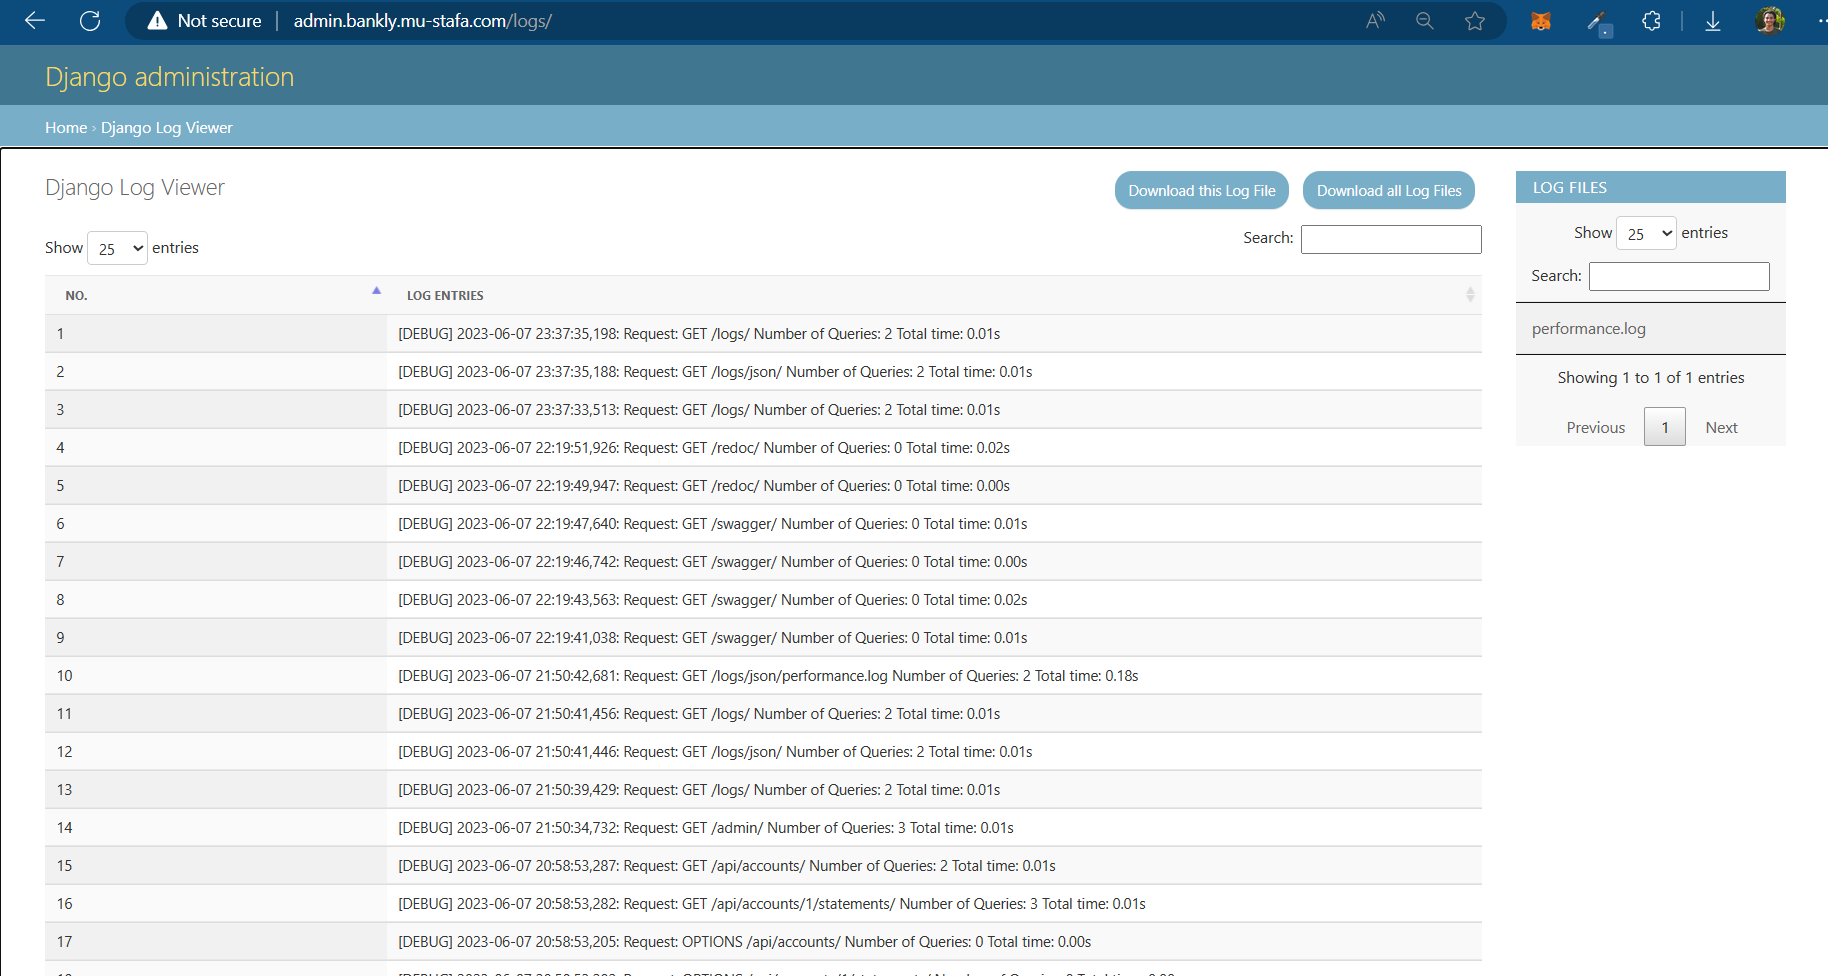 Not secure admin.bankly.mu-stafa.com/logs/
Django administration
Home › Django Log Viewer
Django Log Viewer
Download this Log File
Download all Log Files
Show 25 entries
Search:
NO. LOG ENTRIES
1 [DEBUG] 2023-06-07 23:37:35,198: Request: GET /logs/ Number of Queries: 2 Total time: 0.01s
2 [DEBUG] 2023-06-07 23:37:35,188: Request: GET /logs/json/ Number of Queries: 2 Total time: 0.01s
3 [DEBUG] 2023-06-07 23:37:33,513: Request: GET /logs/ Number of Queries: 2 Total time: 0.01s
4 [DEBUG] 2023-06-07 22:19:51,926: Request: GET /redoc/ Number of Queries: 0 Total time: 0.02s
5 [DEBUG] 2023-06-07 22:19:49,947: Request: GET /redoc/ Number of Queries: 0 Total time: 0.00s
6 [DEBUG] 2023-06-07 22:19:47,640: Request: GET /swagger/ Number of Queries: 0 Total time: 0.01s
7 [DEBUG] 2023-06-07 22:19:46,742: Request: GET /swagger/ Number of Queries: 0 Total time: 0.00s
8 [DEBUG] 2023-06-07 22:19:43,563: Request: GET /swagger/ Number of Queries: 0 Total time: 0.02s
9 [DEBUG] 2023-06-07 22:19:41,038: Request: GET /swagger/ Number of Queries: 0 Total time: 0.01s
10 [DEBUG] 2023-06-07 21:50:42,681: Request: GET /logs/json/performance.log Number of Queries: 2 Total time: 0.18s
11 [DEBUG] 2023-06-07 21:50:41,456: Request: GET /logs/ Number of Queries: 2 Total time: 0.01s
12 [DEBUG] 2023-06-07 21:50:41,446: Request: GET /logs/json/ Number of Queries: 2 Total time: 0.01s
13 [DEBUG] 2023-06-07 21:50:39,429: Request: GET /logs/ Number of Queries: 2 Total time: 0.01s
14 [DEBUG] 2023-06-07 21:50:34,732: Request: GET /admin/ Number of Queries: 3 Total time: 0.01s
15 [DEBUG] 2023-06-07 20:58:53,287: Request: GET /api/accounts/ Number of Queries: 2 Total time: 0.01s
16 [DEBUG] 2023-06-07 20:58:53,282: Request: GET /api/accounts/1/statements/ Number of Queries: 3 Total time: 0.01s
17 [DEBUG] 2023-06-07 20:58:53,205: Request: OPTIONS /api/accounts/ Number of Queries: 0 Total time: 0.00s
LOG FILES
Show 25 entries
Search:
performance.log
Showing 1 to 1 of 1 entries
Previous 1 Next